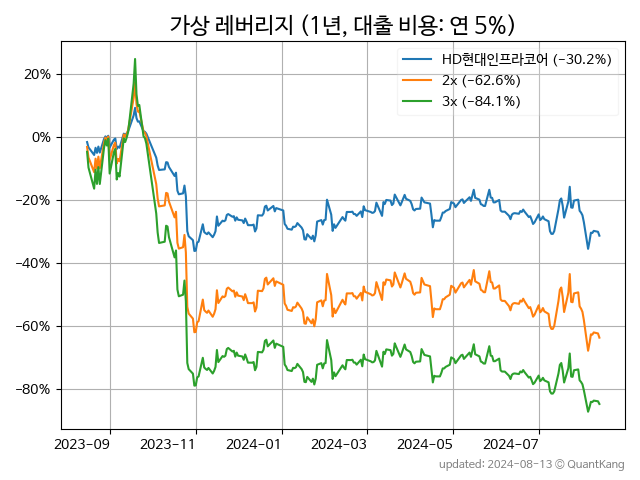 가상 레버리지 (1년, 대출 비용: 연 5%)
HD현대인프라코어 (−30.2%)
2x (−62.6%)
3x (−84.1%)
20%
0%
−20%
−40%
−60%
−80%
2023-09 2023-11 2024-01 2024-03 2024-05 2024-07
updated: 2024-08-13 © QuantKang